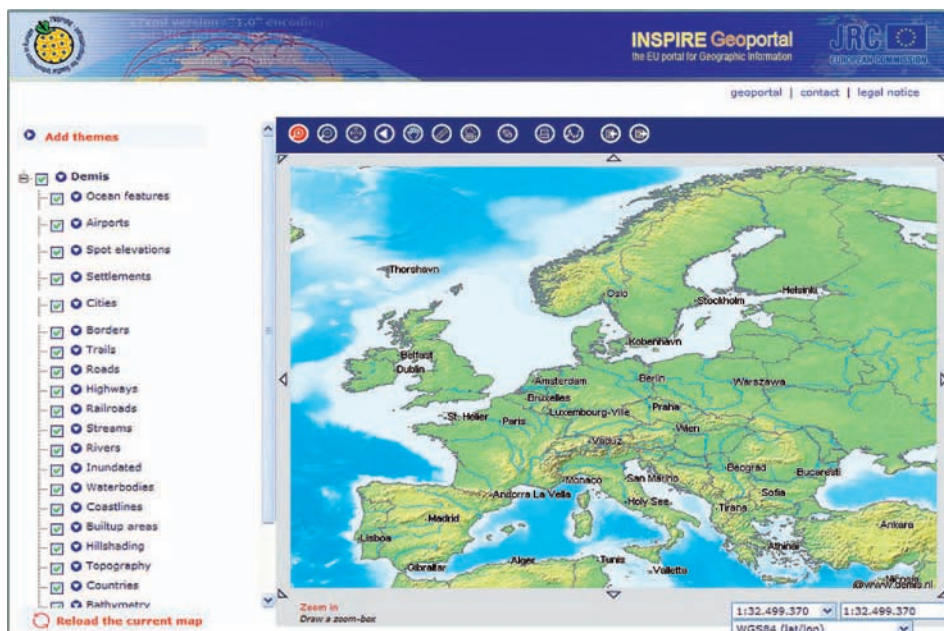 INSPIRE Geoportal
the EU portal for Geographic Information
JRC
EUROPEAN COMMISSION
geoportal | contact | legal notice
Add themes
Demis
Ocean features
Airports
Spot elevations
Settlements
Cities
Borders
Trails
Roads
Highways
Railroads
Streams
Rivers
Inundated
Waterbodies
Coastlines
Builtup areas
Hillshading
Topography
Countries
Bathymetry
Reload the current map
Thorshavn
Oslo
Stockholm
Helsinki
Kobenhavn
Belfast
Dublin
Amsterdam
Berlin
Warszawa
Bruxelles
Luxembourg-Ville
Praha
St. Helier
Paris
Wien
Vaduz
Beograd
Bucaresti
Monaco
San Marino
Andorra La Vella
Holy See
Sofia
Tirana
Madrid
Lisboa
Ankara
Athinai
Gibraltar
Alger
Tunis
Valletta
Nicosia
©www.demis.nl
Zoom in
Draw a zoom-box
1:32.499.370
1:32.499.370
WGS84 (lat/lon)